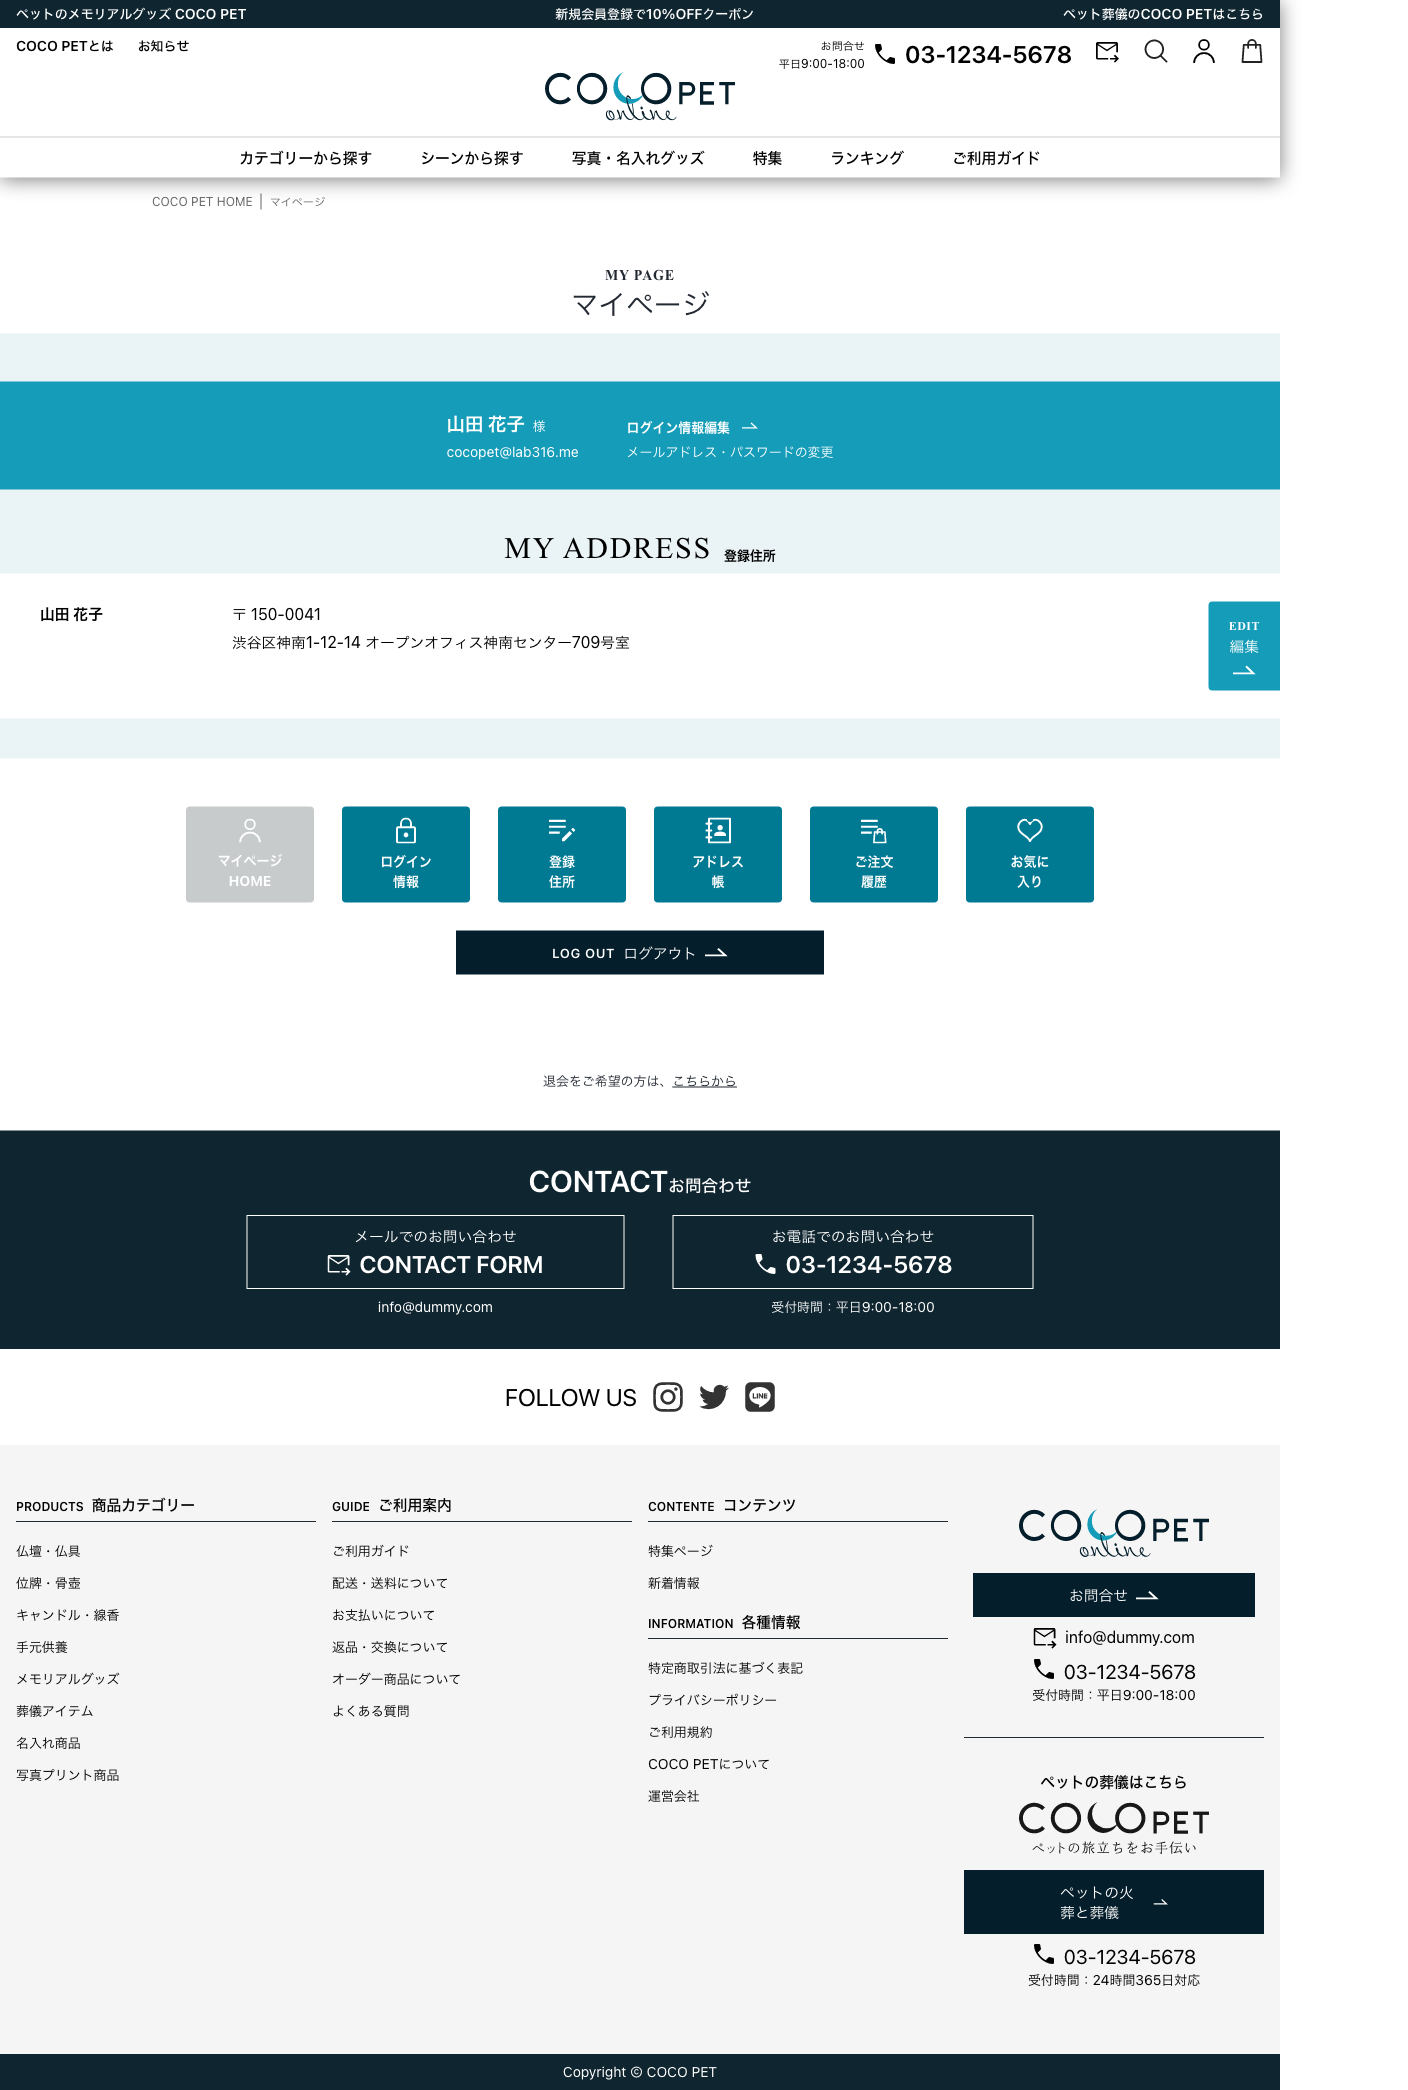 ペットのメモリアルグッズ COCO PET
新規会員登録で10%OFFクーポン
ペット葬儀のCOCO PETはこちら
COCO PETとは
お知らせ
お問合せ
平日9:00-18:00
03-1234-5678
COCOPET
online
カテゴリーから探す
シーンから探す
写真・名入れグッズ
特集
ランキング
ご利用ガイド
COCO PET HOME | マイページ
MY PAGE
マイページ
山田 花子 様
cocopet@lab316.me
ログイン情報編集
メールアドレス・パスワードの変更
MY ADDRESS 登録住所
山田 花子
〒 150-0041
渋谷区神南1-12-14 オープンオフィス神南センター709号室
EDIT
編集
マイページ
HOME
ログイン
情報
登録
住所
アドレス
帳
ご注文
履歴
お気に
入り
LOG OUT ログアウト
退会をご希望の方は、こちらから
CONTACTお問合わせ
メールでのお問い合わせ
CONTACT FORM
info@dummy.com
お電話でのお問い合わせ
03-1234-5678
受付時間：平日9:00-18:00
FOLLOW US
LINE
PRODUCTS 商品カテゴリー
仏壇・仏具
位牌・骨壺
キャンドル・線香
手元供養
メモリアルグッズ
葬儀アイテム
名入れ商品
写真プリント商品
GUIDE ご利用案内
ご利用ガイド
配送・送料について
お支払いについて
返品・交換について
オーダー商品について
よくある質問
CONTENTE コンテンツ
特集ページ
新着情報
INFORMATION 各種情報
特定商取引法に基づく表記
プライバシーポリシー
ご利用規約
COCO PETについて
運営会社
COCOPET
online
お問合せ
info@dummy.com
03-1234-5678
受付時間：平日9:00-18:00
ペットの葬儀はこちら
COCOPET
ペットの旅立ちをお手伝い
ペットの火
葬と葬儀
03-1234-5678
受付時間：24時間365日対応
Copyright © COCO PET